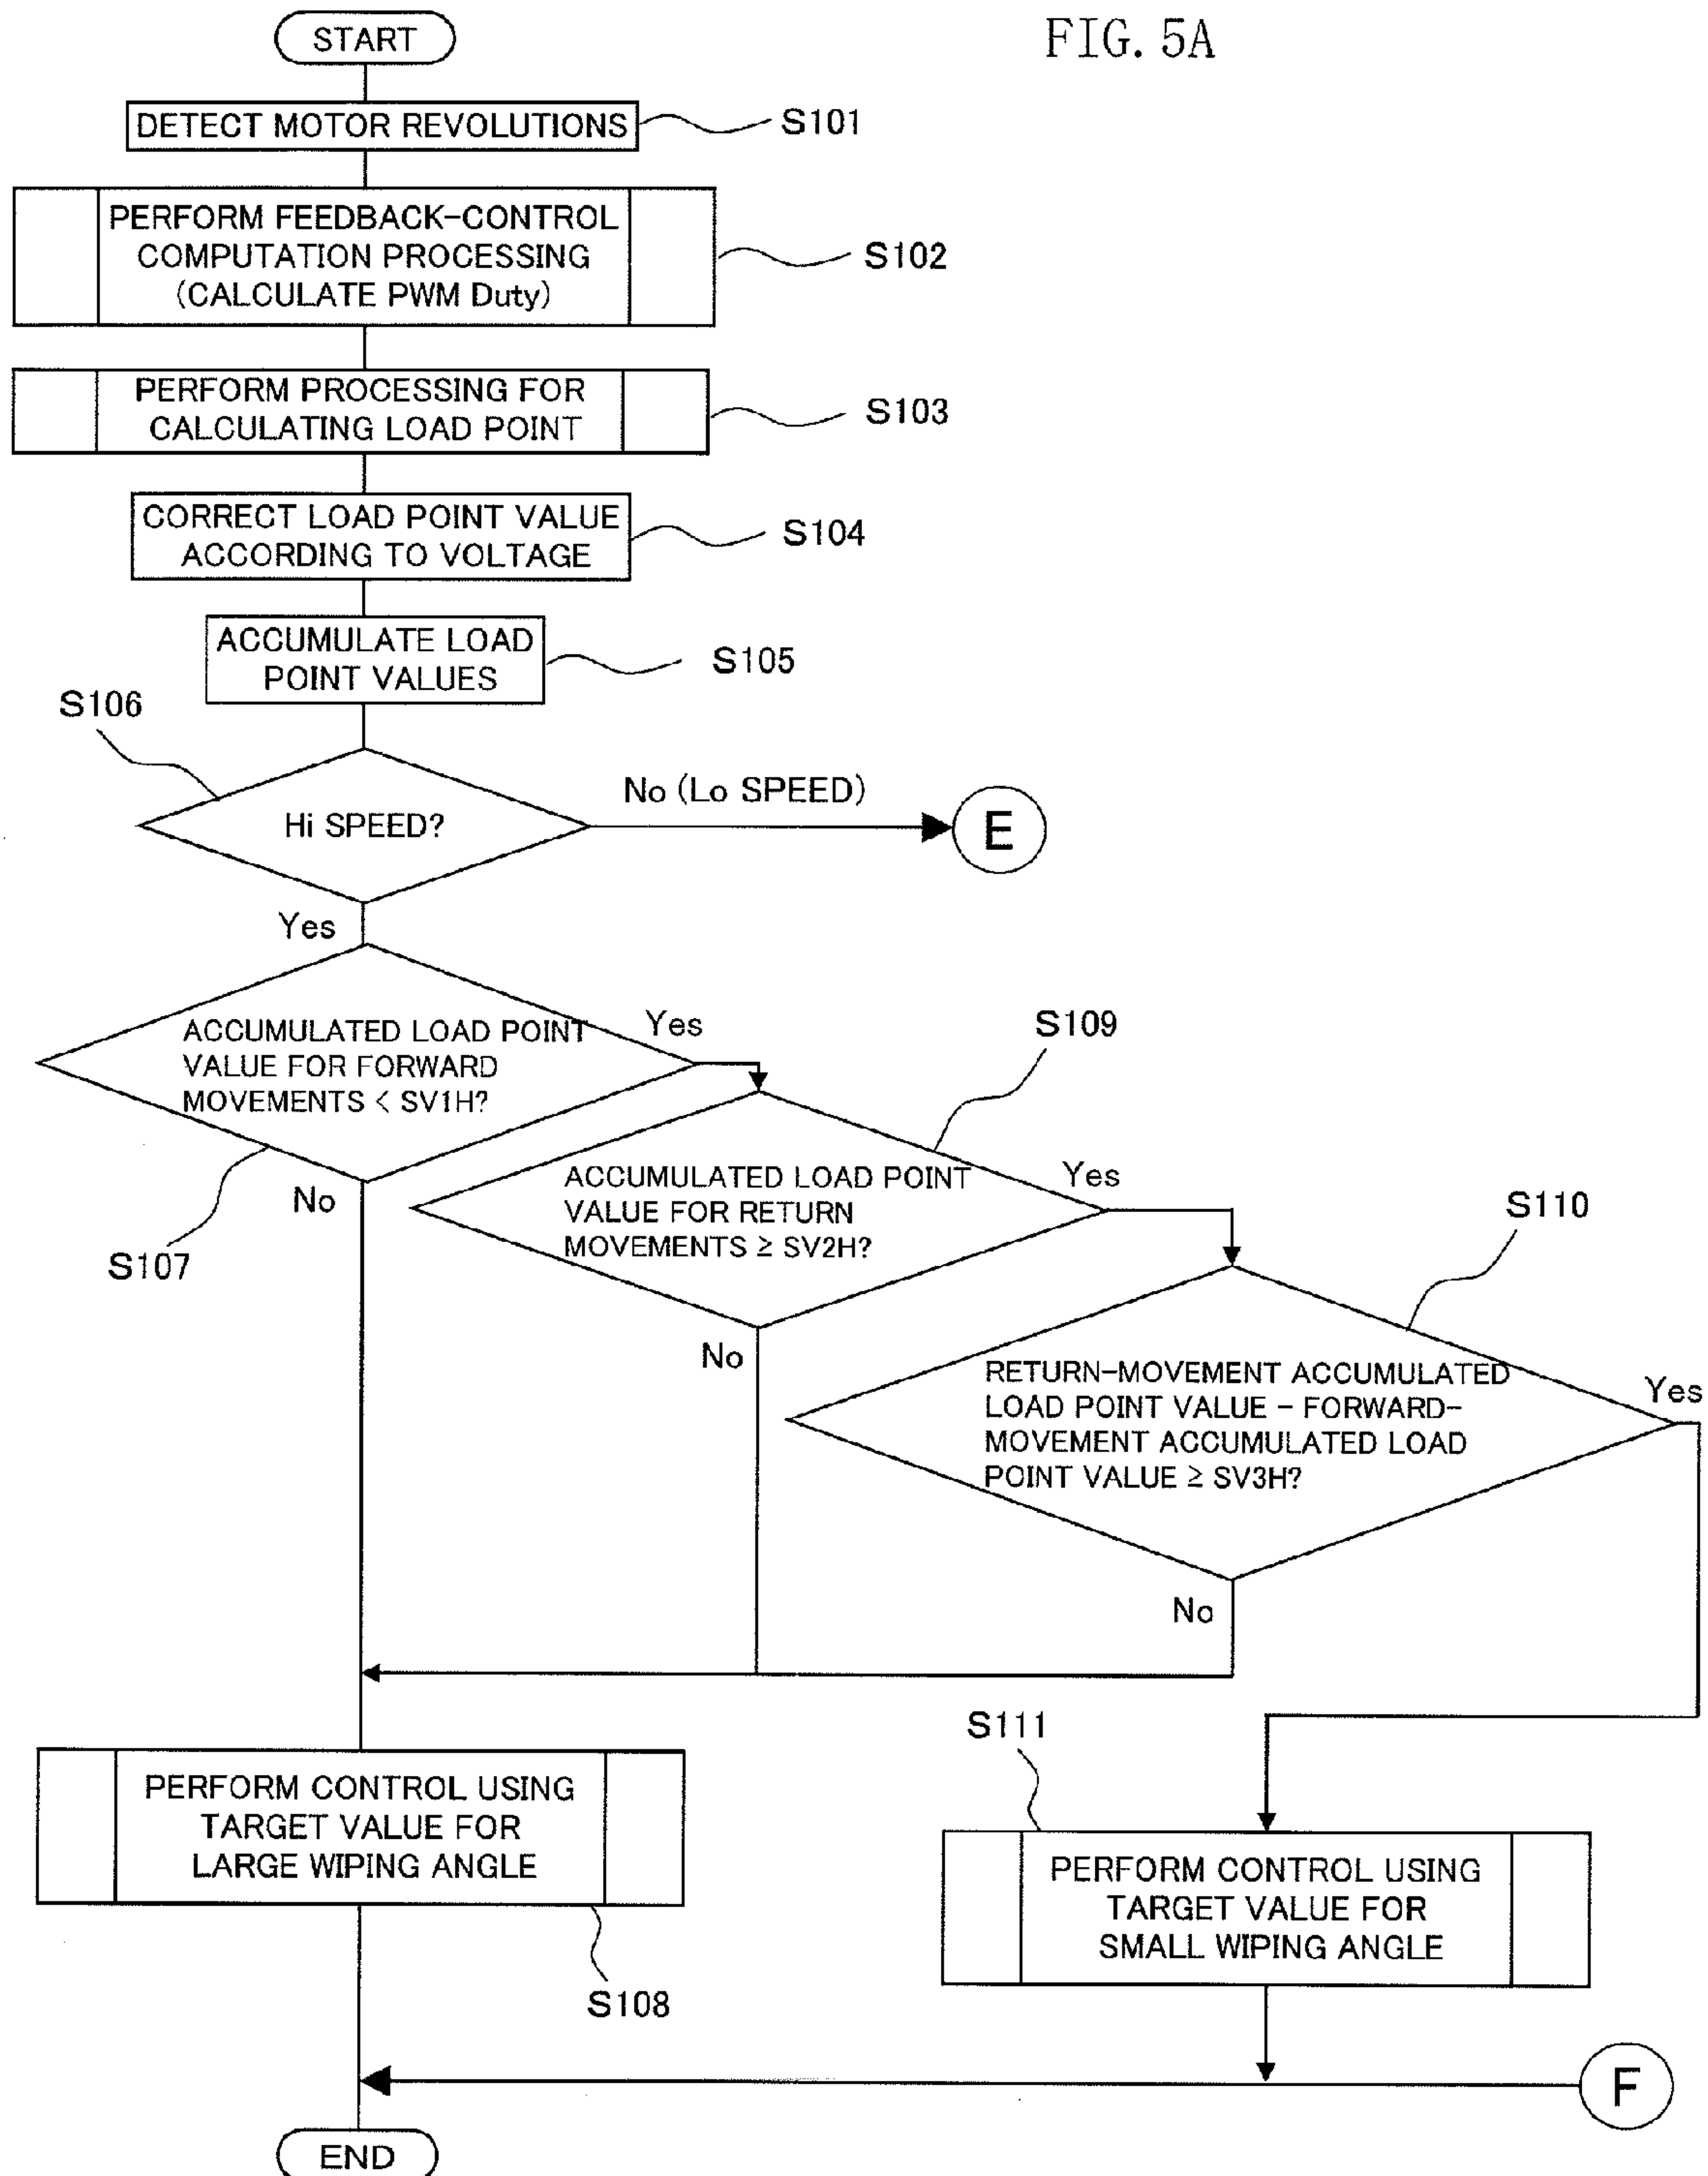 START
FIG. 5A
DETECT MOTOR REVOLUTIONS
S101
PERFORM FEEDBACK-CONTROL
COMPUTATION PROCESSING
(CALCULATE PWM Duty)
S102
PERFORM PROCESSING FOR
CALCULATING LOAD POINT
S103
CORRECT LOAD POINT VALUE
ACCORDING TO VOLTAGE
S104
ACCUMULATE LOAD
POINT VALUES
S105
S106
Hi SPEED?
No (Lo SPEED)
E
Yes
ACCUMULATED LOAD POINT
VALUE FOR FORWARD
MOVEMENTS < SV1H?
Yes
No
S107
S109
ACCUMULATED LOAD POINT
VALUE FOR RETURN
MOVEMENTS ≥ SV2H?
Yes
No
S110
RETURN-MOVEMENT ACCUMULATED
LOAD POINT VALUE - FORWARD-
MOVEMENT ACCUMULATED LOAD
POINT VALUE ≥ SV3H?
Yes
No
S111
PERFORM CONTROL USING
TARGET VALUE FOR
LARGE WIPING ANGLE
S108
PERFORM CONTROL USING
TARGET VALUE FOR
SMALL WIPING ANGLE
F
END